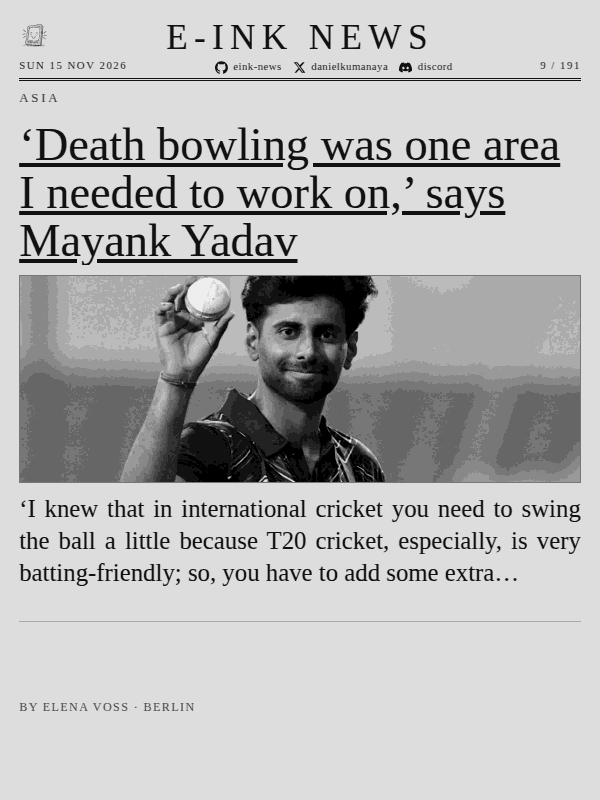 E-INK NEWS
SUN 15 NOV 2026
eink-news danielkumanaya discord
9 / 191
ASIA
‘Death bowling was one area
I needed to work on,’ says
Mayank Yadav
‘I knew that in international cricket you need to swing
the ball a little because T20 cricket, especially, is very
batting-friendly; so, you have to add some extra…
BY ELENA VOSS · BERLIN